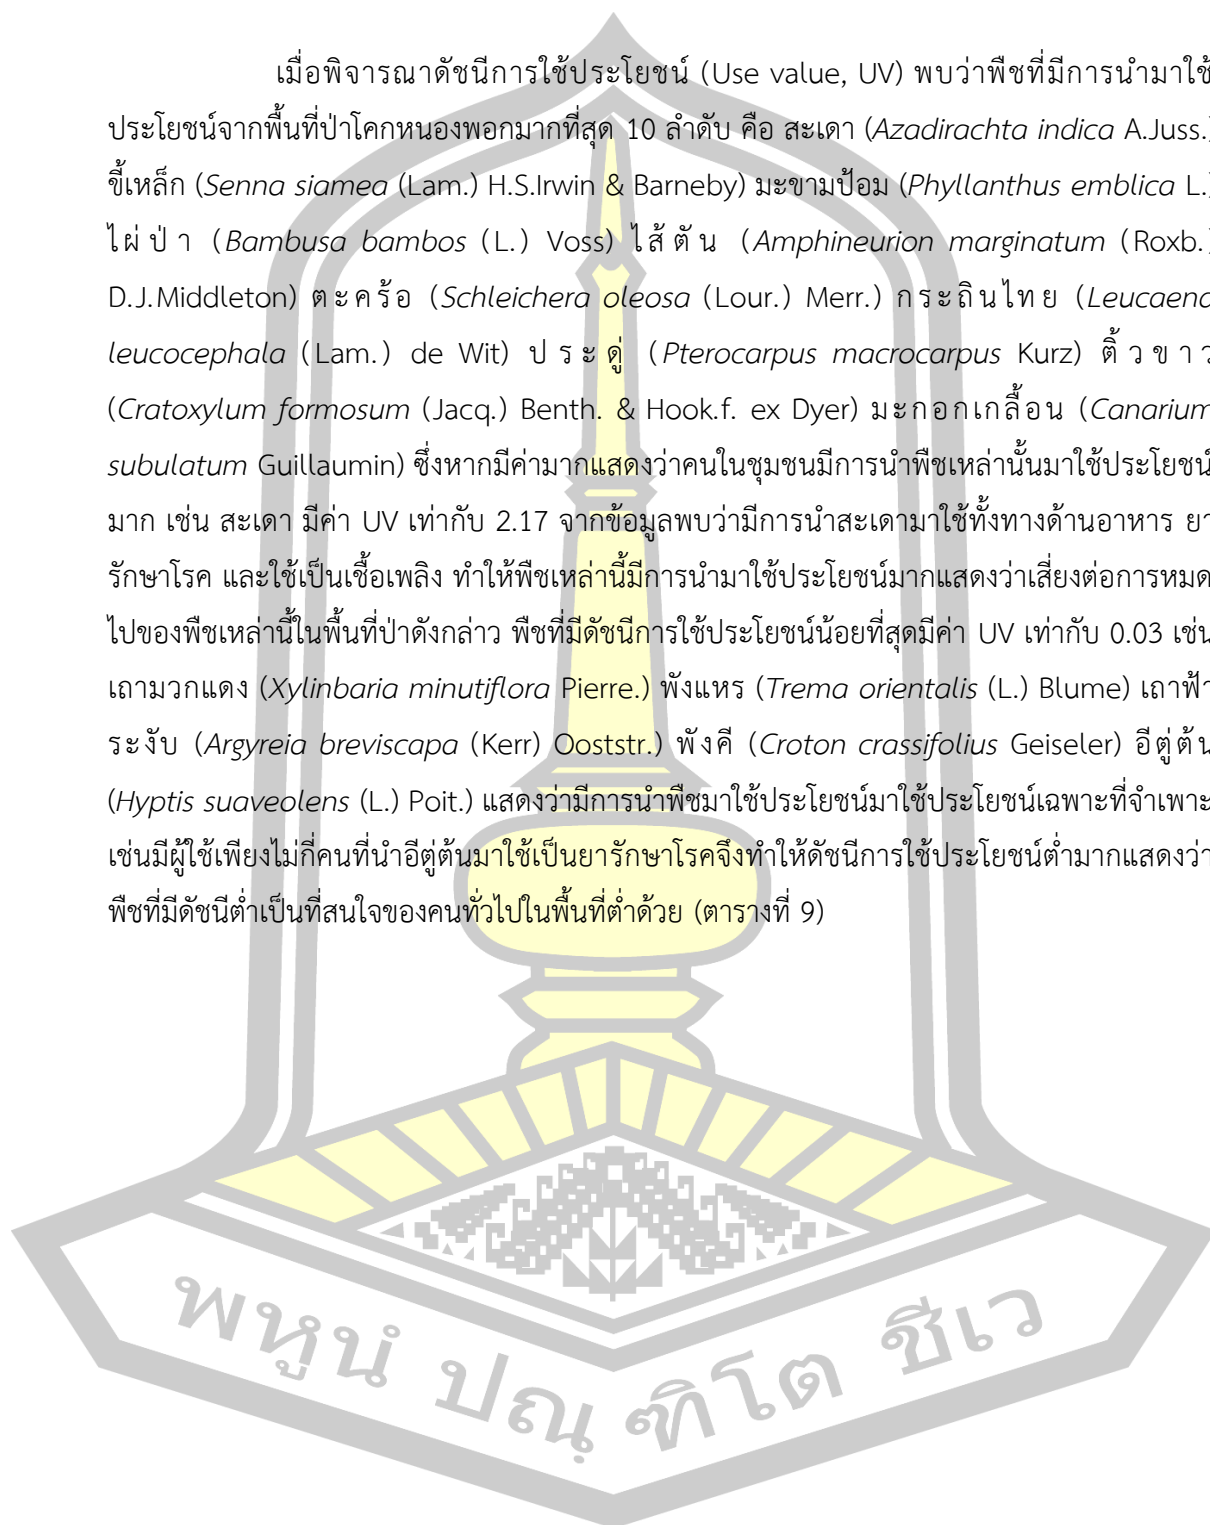 เมื่อพิจารณาดัชนีการใช้ประโยชน์ (Use value, UV) พบว่าพืชที่มีการนำมาใช้
ประโยชน์จากพื้นที่ป่าโคกหนองพอกมากที่สุด 10 ลำดับ คือ สะเดา (Azadirachta indica A.Juss.)
ขี้เหล็ก (Senna siamea (Lam.) H.S.Irwin & Barneby) มะขามป้อม (Phyllanthus emblica L.)
ไผ่ป่า (Bambusa bambos (L.) Voss) ไส้ตัน (Amphineurion marginatum (Roxb.)
D.J.Middleton) ตะคร้อ (Schleichera oleosa (Lour.) Merr.) กระถินไทย (Leucaena
leucocephala (Lam.) de Wit) ประดู่ (Pterocarpus macrocarpus Kurz) ติ้วขาว
(Cratoxylum formosum (Jacq.) Benth. & Hook.f. ex Dyer) มะกอกเกลื้อน (Canarium
subulatum Guillaumin) ซึ่งหากมีค่ามากแสดงว่าคนในชุมชนมีการนำพืชเหล่านั้นมาใช้ประโยชน์
มาก เช่น สะเดา มีค่า UV เท่ากับ 2.17 จากข้อมูลพบว่ามีการนำสะเดามาใช้ทั้งทางด้านอาหาร ยา
รักษาโรค และใช้เป็นเชื้อเพลิง ทำให้พืชเหล่านี้มีการนำมาใช้ประโยชน์มากแสดงว่าเสี่ยงต่อการหมด
ไปของพืชเหล่านี้ในพื้นที่ป่าดังกล่าว พืชที่มีดัชนีการใช้ประโยชน์น้อยที่สุดมีค่า UV เท่ากับ 0.03 เช่น
เถามวกแดง (Xylinbaria minutiflora Pierre.) พังแหร (Trema orientalis (L.) Blume) เถาฟ้า
ระงับ (Argyreia breviscapa (Kerr) Ooststr.) พังคี (Croton crassifolius Geiseler) อีตู่ต้น
(Hyptis suaveolens (L.) Poit.) แสดงว่ามีการนำพืชมาใช้ประโยชน์มาใช้ประโยชน์เฉพาะที่จำเพาะ
เช่นมีผู้ใช้เพียงไม่กี่คนที่นำอีตู่ต้นมาใช้เป็นยารักษาโรคจึงทำให้ดัชนีการใช้ประโยชน์ต่ำมากแสดงว่า
พืชที่มีดัชนีต่ำเป็นที่สนใจของคนทั่วไปในพื้นที่ต่ำด้วย (ตารางที่ 9)
พหูนํ ปณฺฑิโต ชีเว